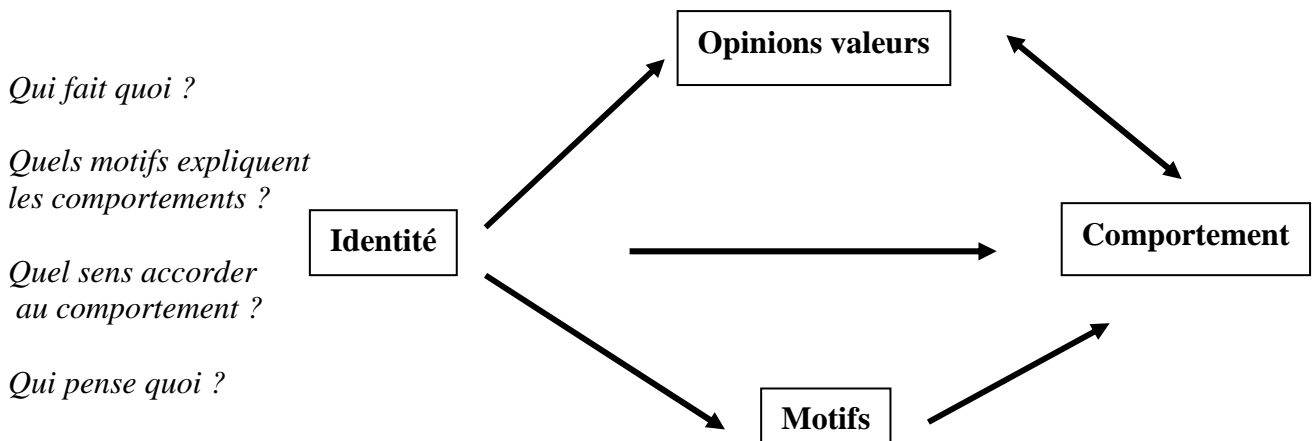 Opinions valeurs
Qui fait quoi ?
Quels motifs expliquent
les comportements ?
Identité
Comportement
Quel sens accorder
au comportement ?
Qui pense quoi ?
Motifs